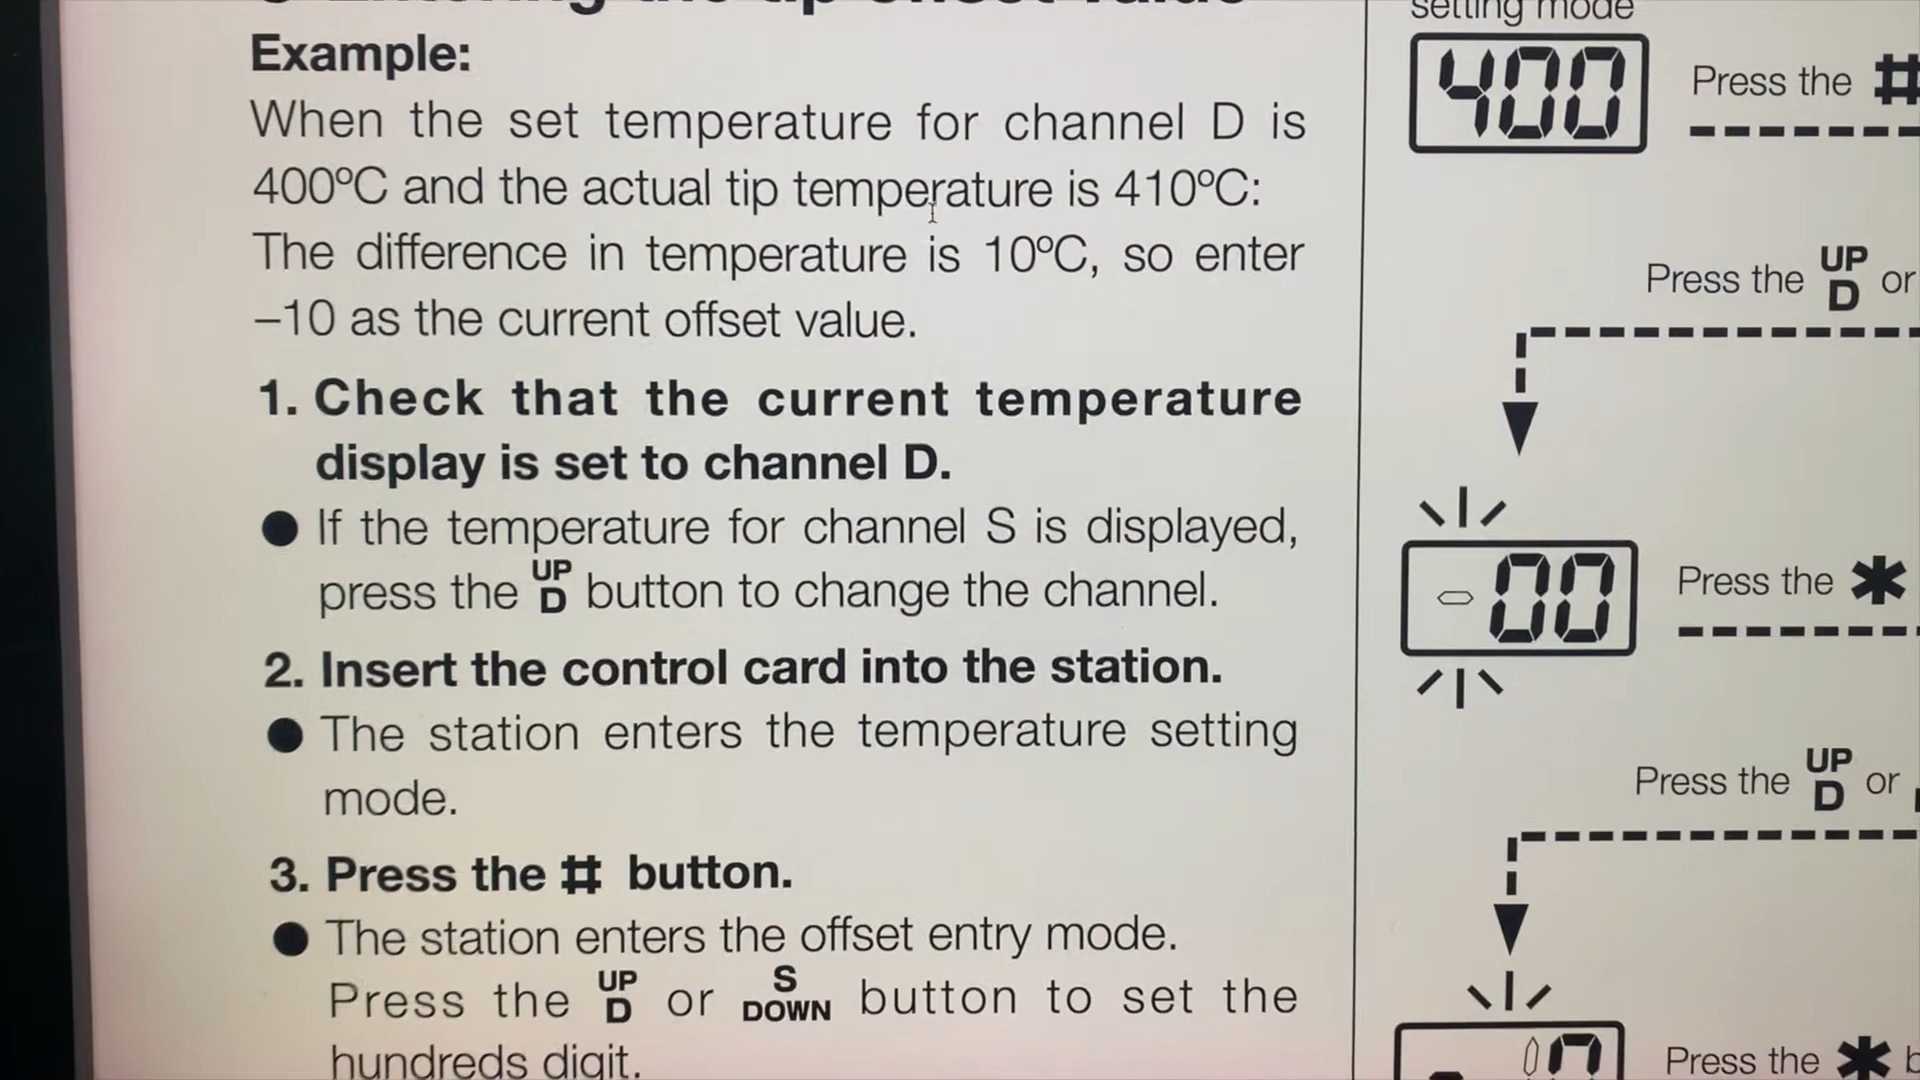 Entering the tip offset value
Example:
When the set temperature for channel D is
400ºC and the actual tip temperature is 410ºC:
The difference in temperature is 10ºC, so enter
–10 as the current offset value.
1. Check that the current temperature
display is set to channel D.
● If the temperature for channel S is displayed,
press the UP D button to change the channel.
2. Insert the control card into the station.
● The station enters the temperature setting
mode.
3. Press the # button.
● The station enters the offset entry mode.
Press the UP D or S DOWN button to set the
hundreds digit.
setting mode
400
Press the #
Press the UP D or
-00
Press the *
Press the UP D or
Press the *